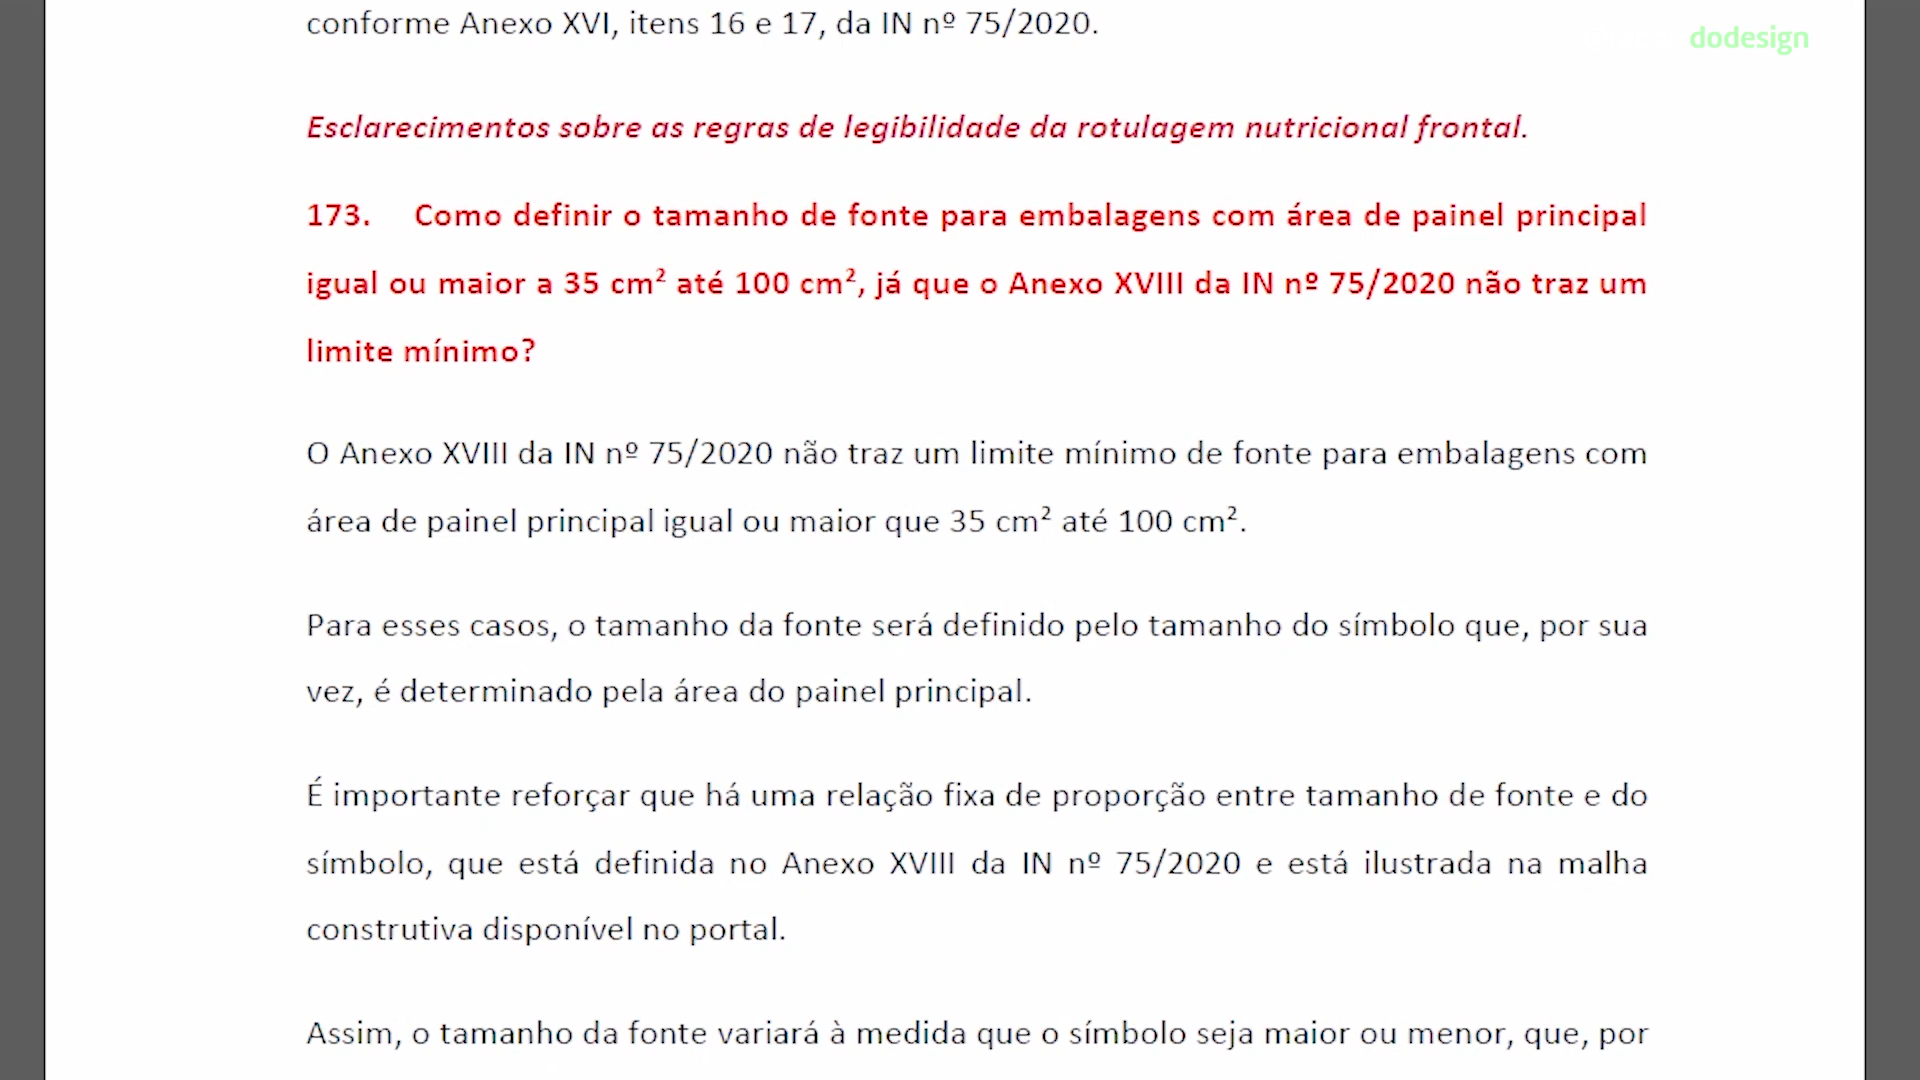 conforme Anexo XVI, itens 16 e 17, da IN nº 75/2020.
dodesign
Esclarecimentos sobre as regras de legibilidade da rotulagem nutricional frontal.
173. Como definir o tamanho de fonte para embalagens com área de painel principal
igual ou maior a 35 cm² até 100 cm², já que o Anexo XVIII da IN nº 75/2020 não traz um
limite mínimo?
O Anexo XVIII da IN nº 75/2020 não traz um limite mínimo de fonte para embalagens com
área de painel principal igual ou maior que 35 cm² até 100 cm².
Para esses casos, o tamanho da fonte será definido pelo tamanho do símbolo que, por sua
vez, é determinado pela área do painel principal.
É importante reforçar que há uma relação fixa de proporção entre tamanho de fonte e do
símbolo, que está definida no Anexo XVIII da IN nº 75/2020 e está ilustrada na malha
construtiva disponível no portal.
Assim, o tamanho da fonte variará à medida que o símbolo seja maior ou menor, que, por